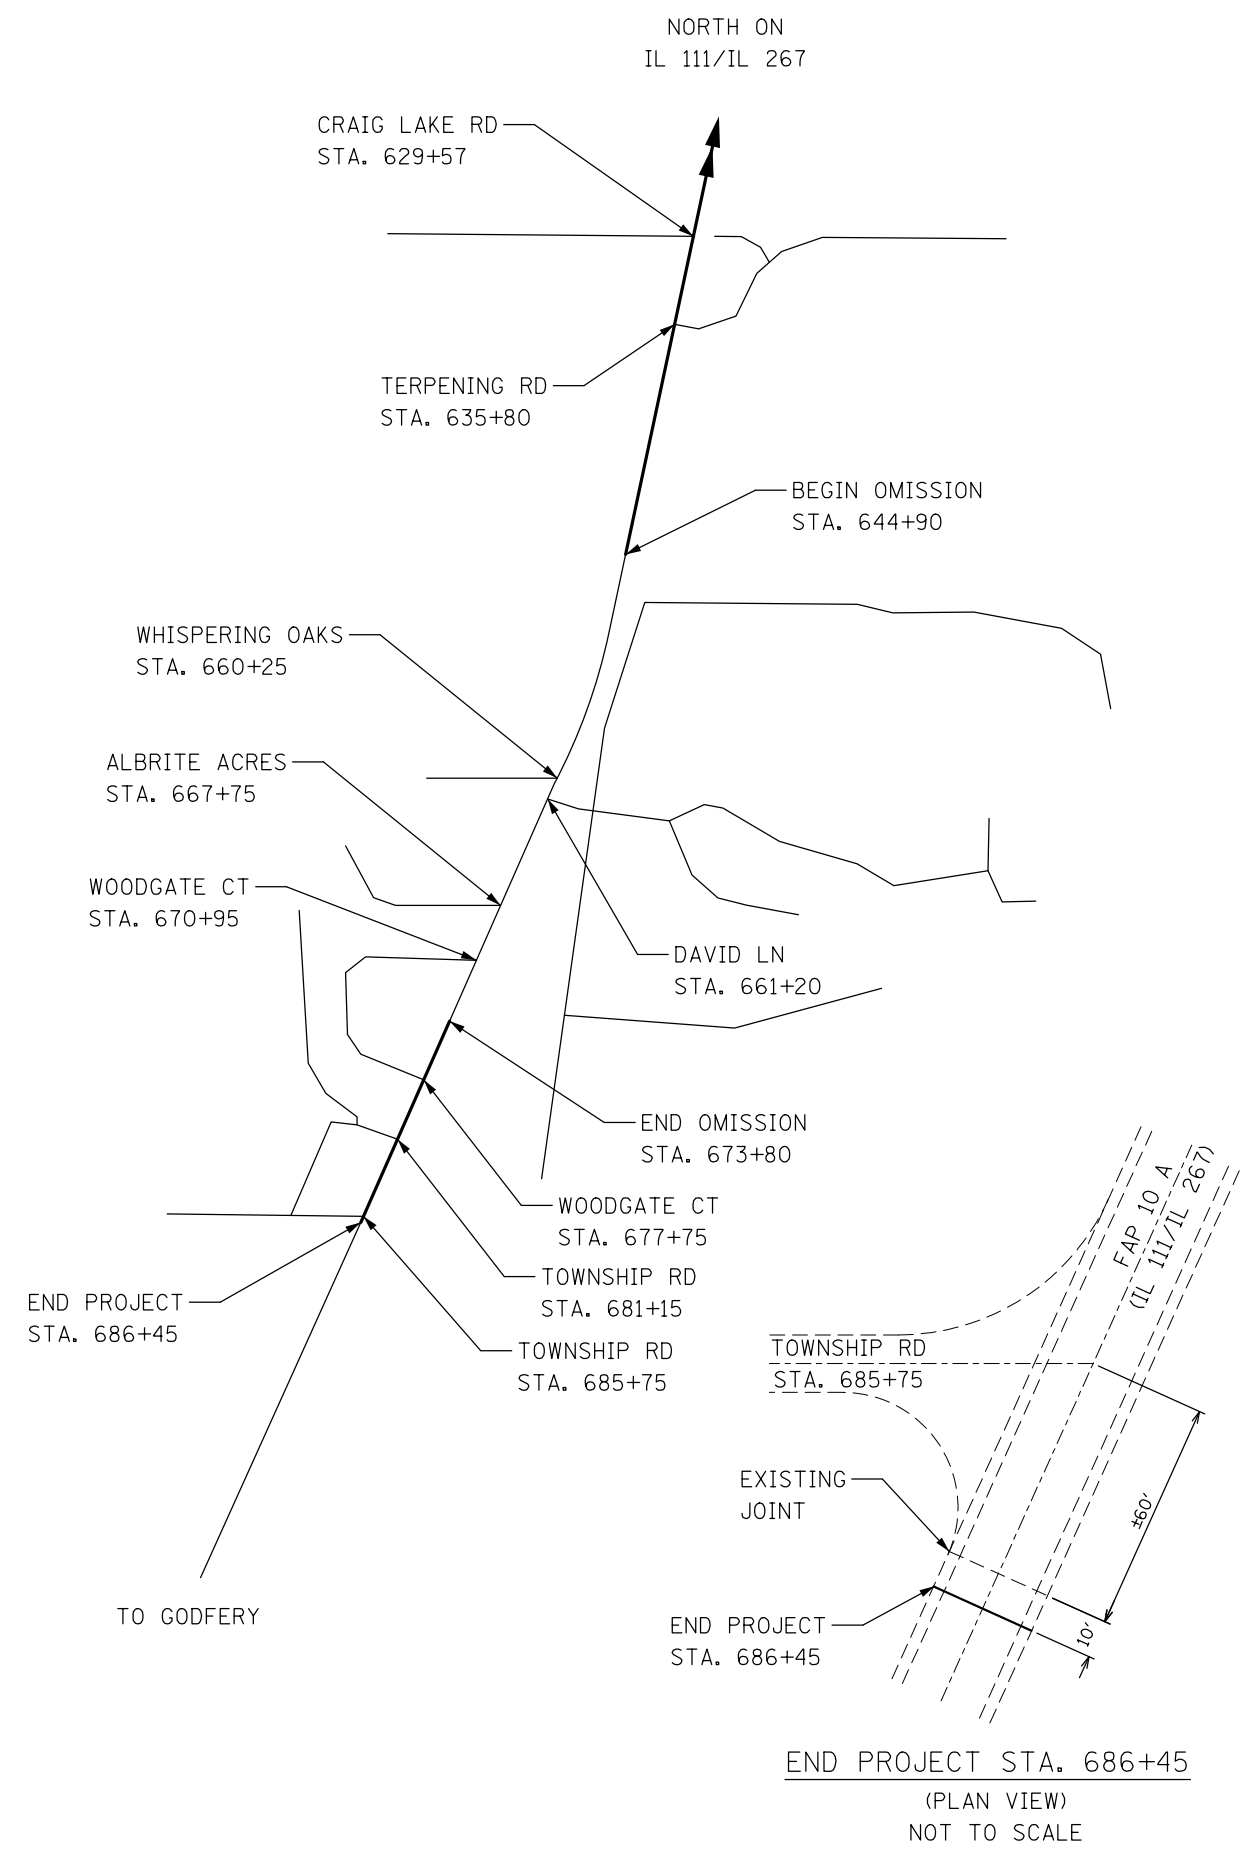 NORTH ON
IL 111/IL 267
CRAIG LAKE RD
STA. 629+57
TERPENING RD
STA. 635+80
BEGIN OMISSION
STA. 644+90
WHISPERING OAKS
STA. 660+25
ALBRITE ACRES
STA. 667+75
WOODGATE CT
STA. 670+95
DAVID LN
STA. 661+20
END OMISSION
STA. 673+80
WOODGATE CT
STA. 677+75
TOWNSHIP RD
STA. 681+15
END PROJECT
STA. 686+45
TOWNSHIP RD
STA. 685+75
TO GODFERY
FAP 10 A
(IL 111/IL 267)
TOWNSHIP RD
STA. 685+75
EXISTING
JOINT
±60'
10'
END PROJECT
STA. 686+45
END PROJECT STA. 686+45
(PLAN VIEW)
NOT TO SCALE